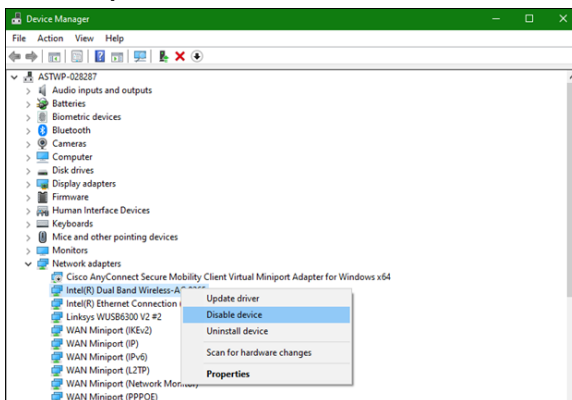 Device Manager
File Action View Help
ASTWP-028287
Audio inputs and outputs
Batteries
Biometric devices
Bluetooth
Cameras
Computer
Disk drives
Display adapters
Firmware
Human Interface Devices
Keyboards
Mice and other pointing devices
Monitors
Network adapters
Cisco AnyConnect Secure Mobility Client Virtual Miniport Adapter for Windows x64
Intel(R) Dual Band Wireless-AC
Intel(R) Ethernet Connection
Linksys WUSB6300 V2 #2
WAN Miniport (IKEv2)
WAN Miniport (IP)
WAN Miniport (IPv6)
WAN Miniport (L2TP)
WAN Miniport (Network Monitor)
WAN Miniport (PPPOE)
Update driver
Disable device
Uninstall device
Scan for hardware changes
Properties